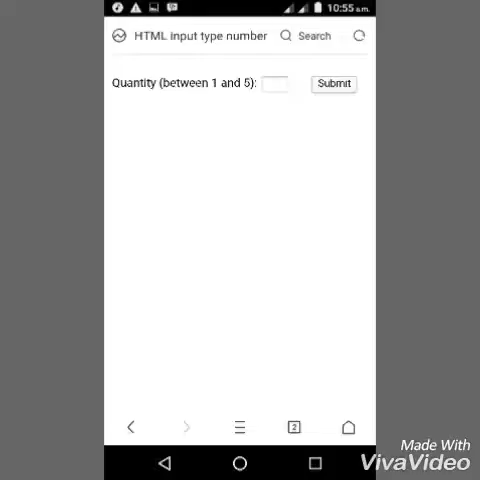 10:55 a.m.
HTML input type number Search
Quantity (between 1 and 5): Submit
2
Made With
VivaVideo